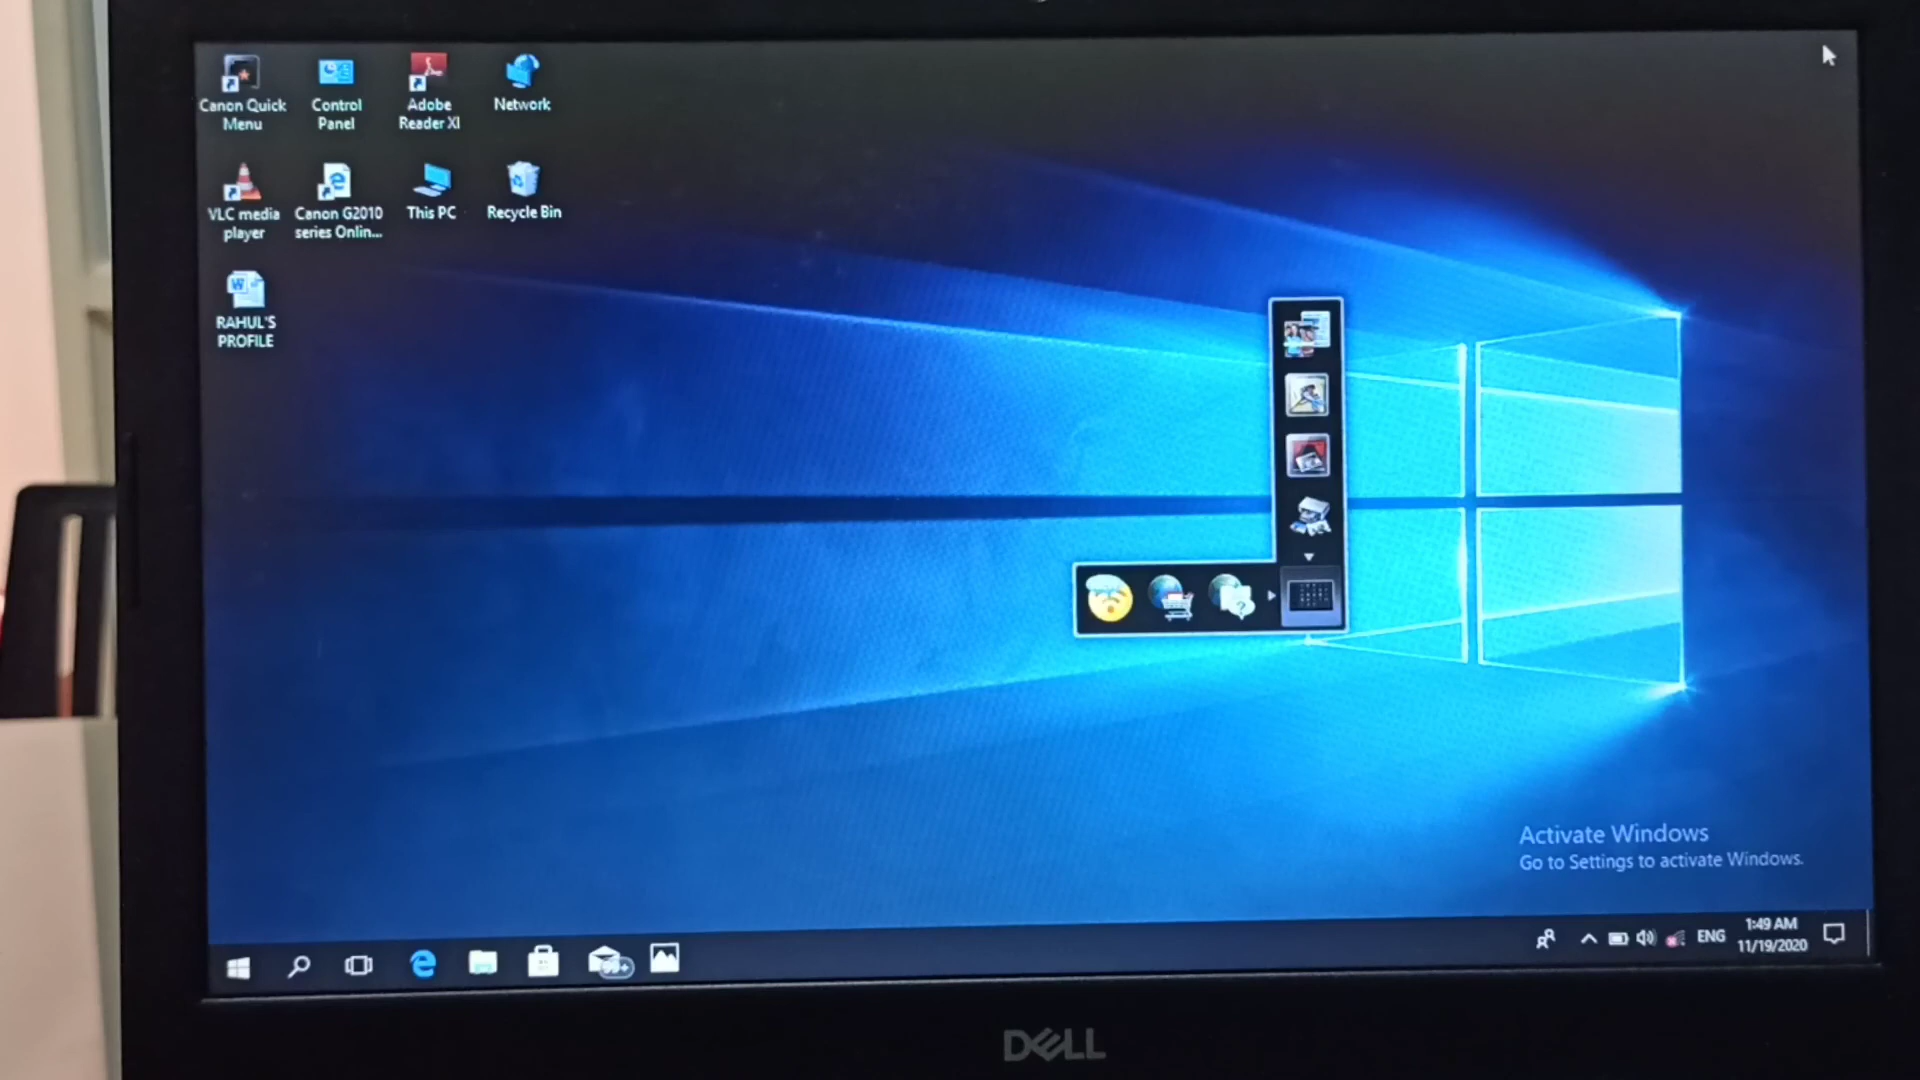 Canon Quick
Menu
Control
Panel
Adobe
Reader XI
Network
VLC media
player
Canon G2010
series Onlin...
This PC
Recycle Bin
RAHUL'S
PROFILE
Activate Windows
Go to Settings to activate Windows.
99+
ENG
1:49 AM
11/19/2020
DELL